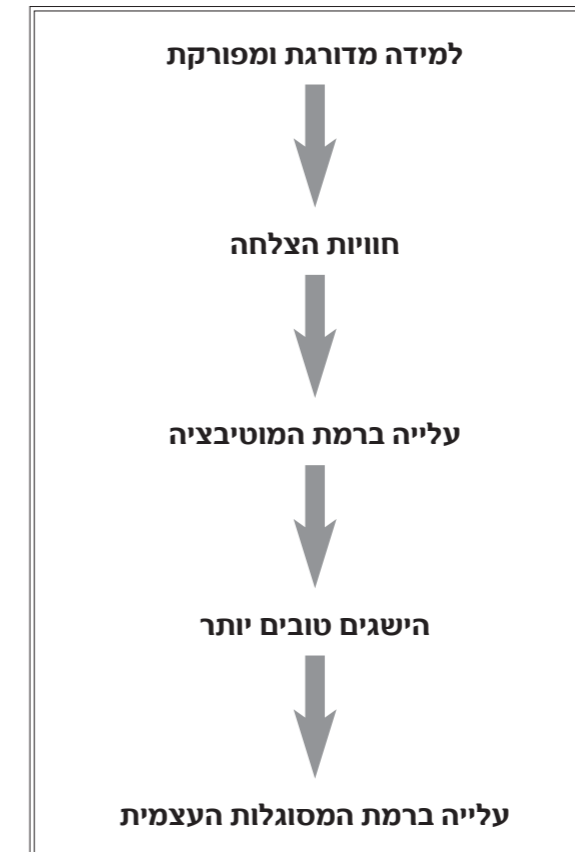 למידה מדורגת ומפורקת
חוויות הצלחה
עלייה ברמת המוטיבציה
הישגים טובים יותר
עלייה ברמת המסוגלות העצמית